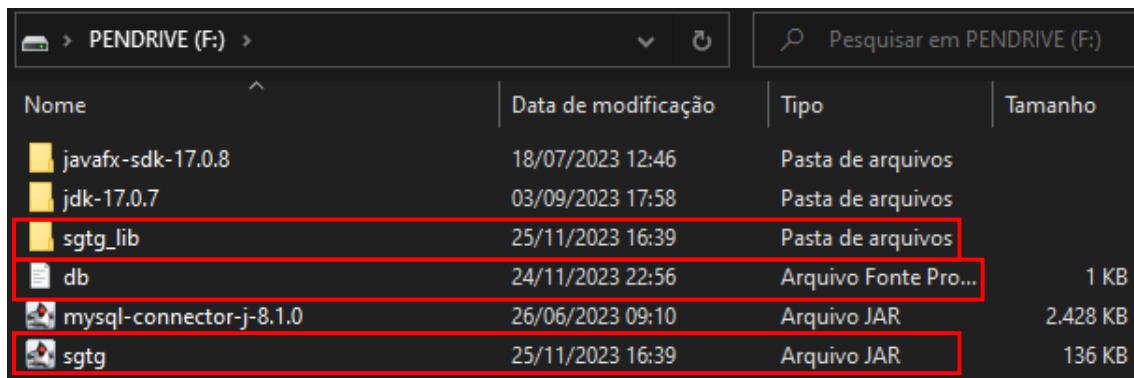 PENDRIVE (F:)
Pesquisar em PENDRIVE (F:)
Nome Data de modificação Tipo Tamanho
javafx-sdk-17.0.8 18/07/2023 12:46 Pasta de arquivos
jdk-17.0.7 03/09/2023 17:58 Pasta de arquivos
sgtg_lib 25/11/2023 16:39 Pasta de arquivos
db 24/11/2023 22:56 Arquivo Fonte Pro... 1 KB
mysql-connector-j-8.1.0 26/06/2023 09:10 Arquivo JAR 2.428 KB
sgtg 25/11/2023 16:39 Arquivo JAR 136 KB